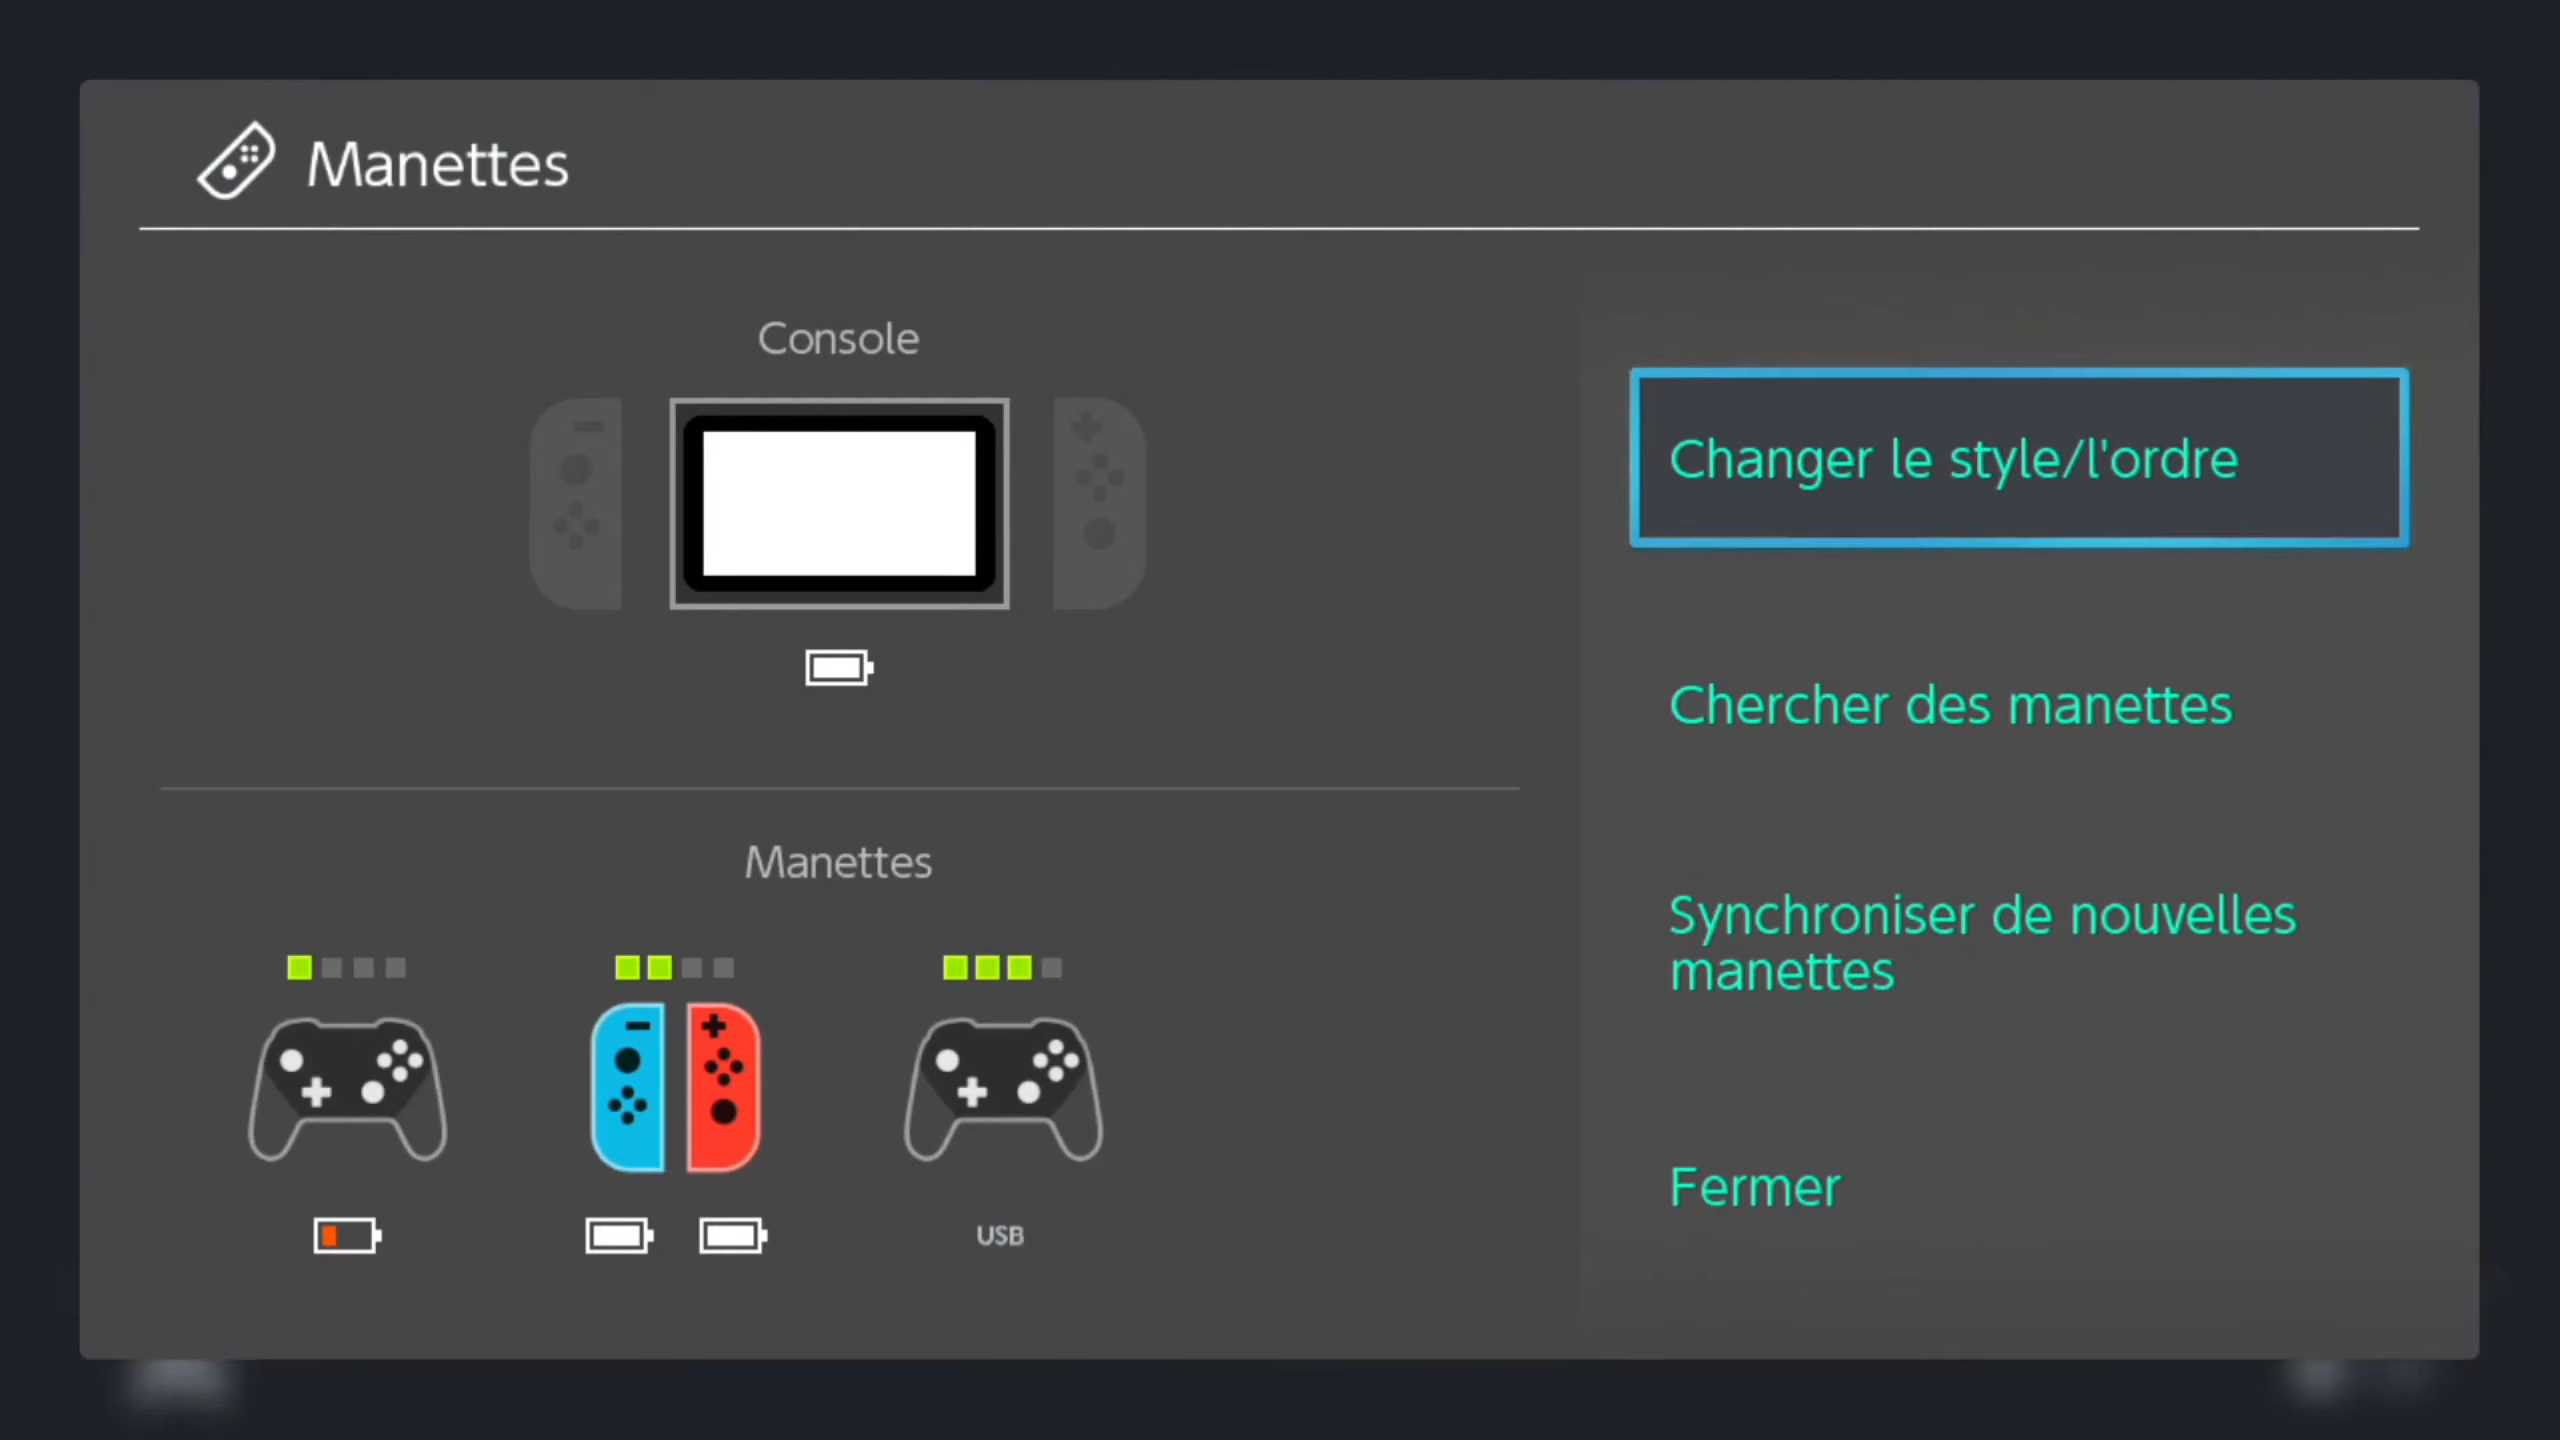 Manettes
Console
Manettes
USB
Changer le style/l'ordre
Chercher des manettes
Synchroniser de nouvelles
manettes
Fermer